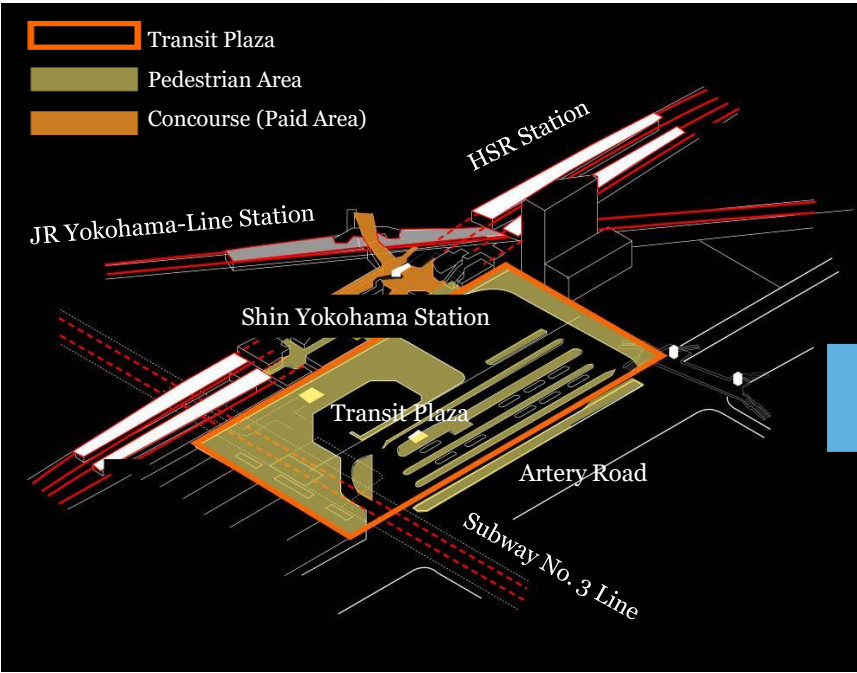 Transit Plaza
Pedestrian Area
Concourse (Paid Area)
HSR Station
JR Yokohama-Line Station
Shin Yokohama Station
Transit Plaza
Artery Road
Subway No. 3 Line